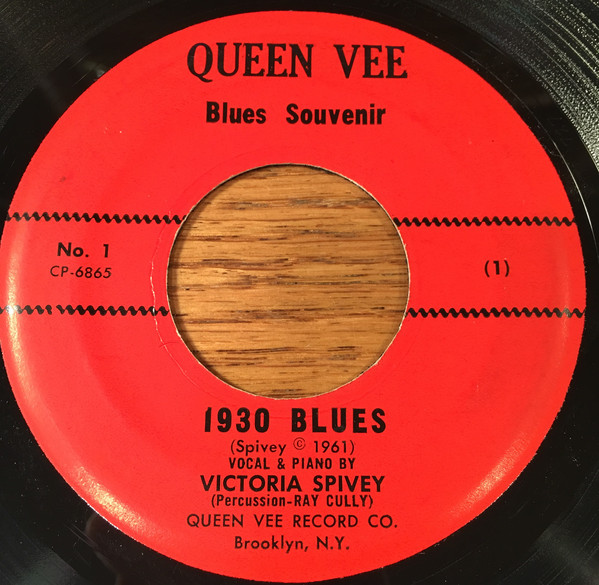 QUEEN VEE
Blues Souvenir
No. 1
CP-6865
(1)
1930 BLUES
(Spivey © 1961)
VOCAL & PIANO BY
VICTORIA SPIVEY
(Percussion-RAY CULLY)
QUEEN VEE RECORD CO.
Brooklyn, N.Y.